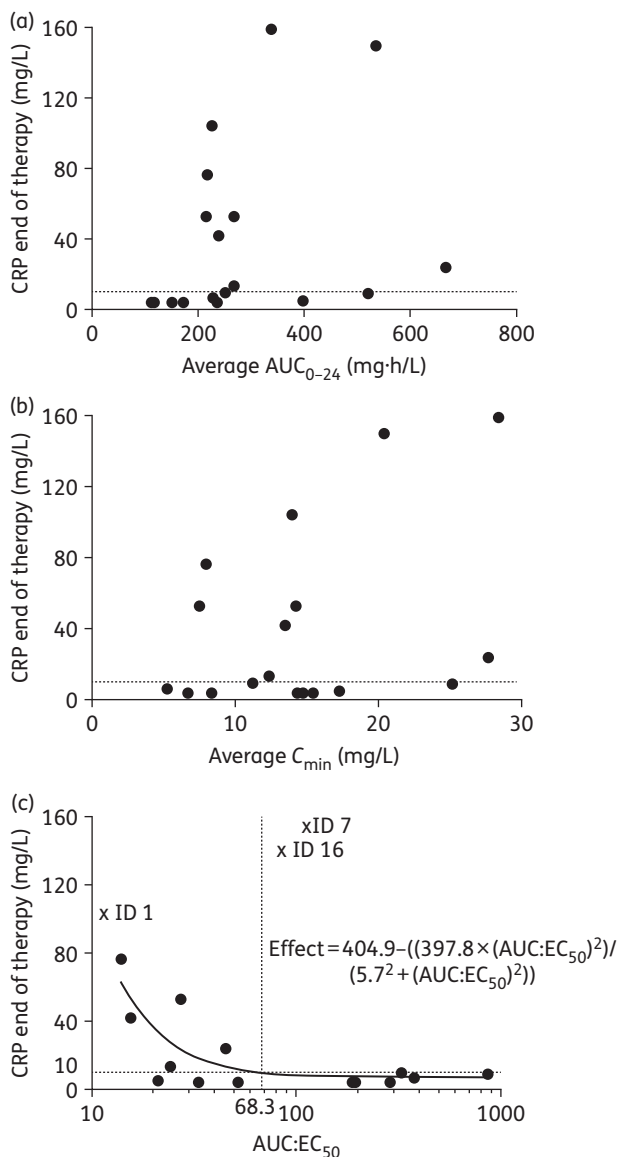 (a)
160
120
80
40
0
CRP end of therapy (mg/L)
0 200 400 600 800
Average AUC0–24 (mg·h/L)
(b)
160
120
80
40
0
CRP end of therapy (mg/L)
0 10 20 30
Average Cmin (mg/L)
(c)
160
120
80
40
10
0
CRP end of therapy (mg/L)
xID 7
x ID 16
x ID 1
Effect=404.9–((397.8×(AUC:EC50)2)/
(5.72+(AUC:EC50)2))
10 68.3 100 1000
AUC:EC50